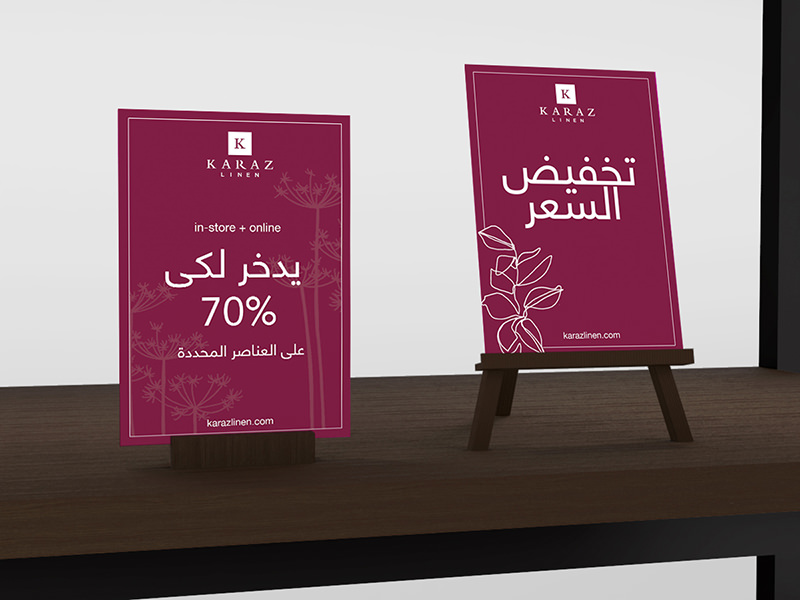 K
KARAZ
LINEN
in-store + online
يدخر لكى
70%
على العناصر المحددة
karazlinen.com
K
KARAZ
LINEN
تخفيض
السعر
karazlinen.com